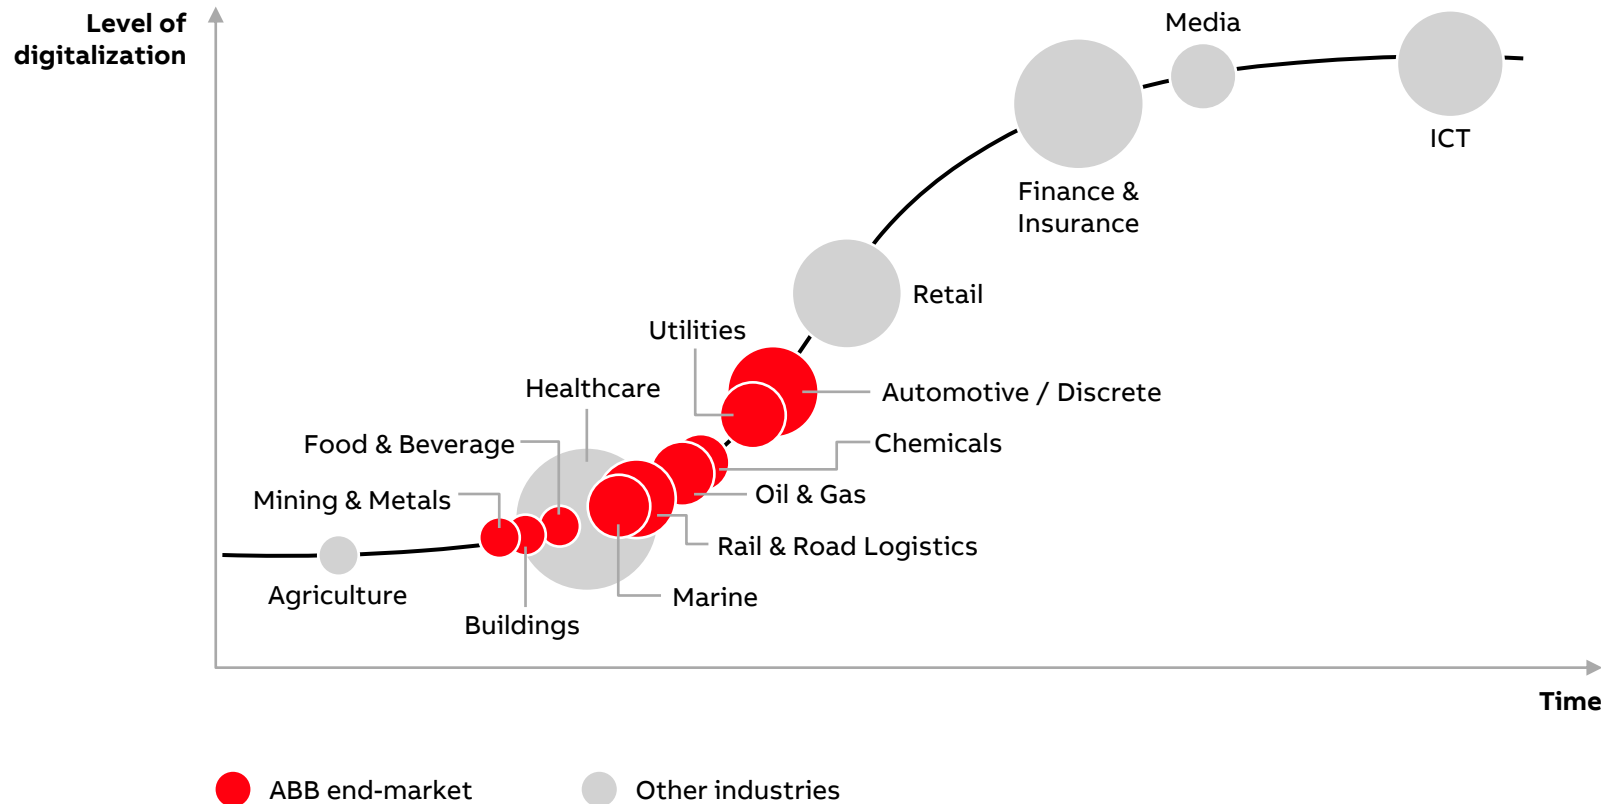 Level of
digitalization
Media
ICT
Finance &
Insurance
Retail
Utilities
Healthcare
Automotive / Discrete
Food & Beverage
Chemicals
Mining & Metals
Oil & Gas
Rail & Road Logistics
Agriculture
Marine
Buildings
Time
ABB end-market
Other industries